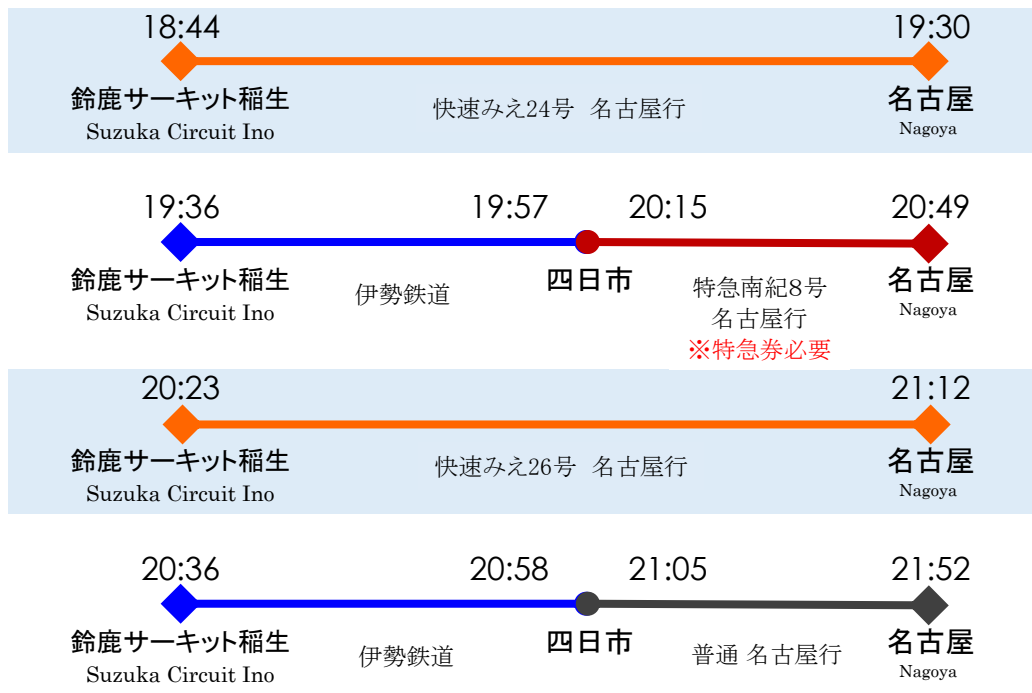 18:44 19:30
鈴鹿サーキット稲生 快速みえ24号 名古屋行 名古屋
Suzuka Circuit Ino Nagoya
19:36 19:57 20:15 20:49
鈴鹿サーキット稲生 伊勢鉄道 四日市 特急南紀8号 名古屋
Suzuka Circuit Ino 名古屋行 Nagoya
※特急券必要
20:23 21:12
鈴鹿サーキット稲生 快速みえ26号 名古屋行 名古屋
Suzuka Circuit Ino Nagoya
20:36 20:58 21:05 21:52
鈴鹿サーキット稲生 伊勢鉄道 四日市 普通 名古屋行 名古屋
Suzuka Circuit Ino Nagoya